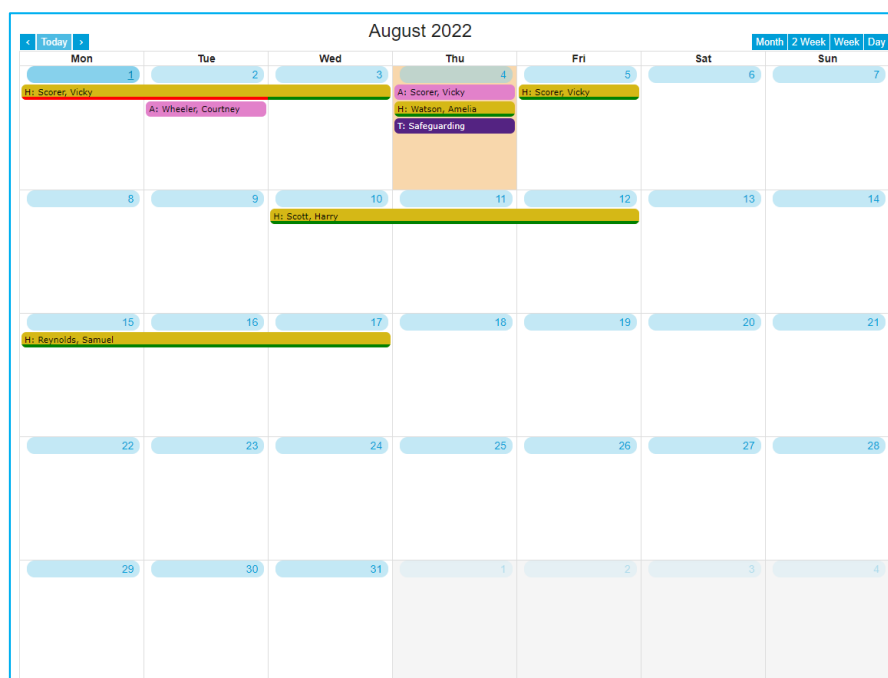 August 2022
‹ Today › Month 2 Week Week Day
Mon Tue Wed Thu Fri Sat Sun
1 2 3 4 5 6 7
H: Scorer, Vicky A: Scorer, Vicky H: Scorer, Vicky
A: Wheeler, Courtney H: Watson, Amelia
T: Safeguarding
8 9 10 11 12 13 14
H: Scott, Harry
15 16 17 18 19 20 21
H: Reynolds, Samuel
22 23 24 25 26 27 28
29 30 31 1 2 3 4